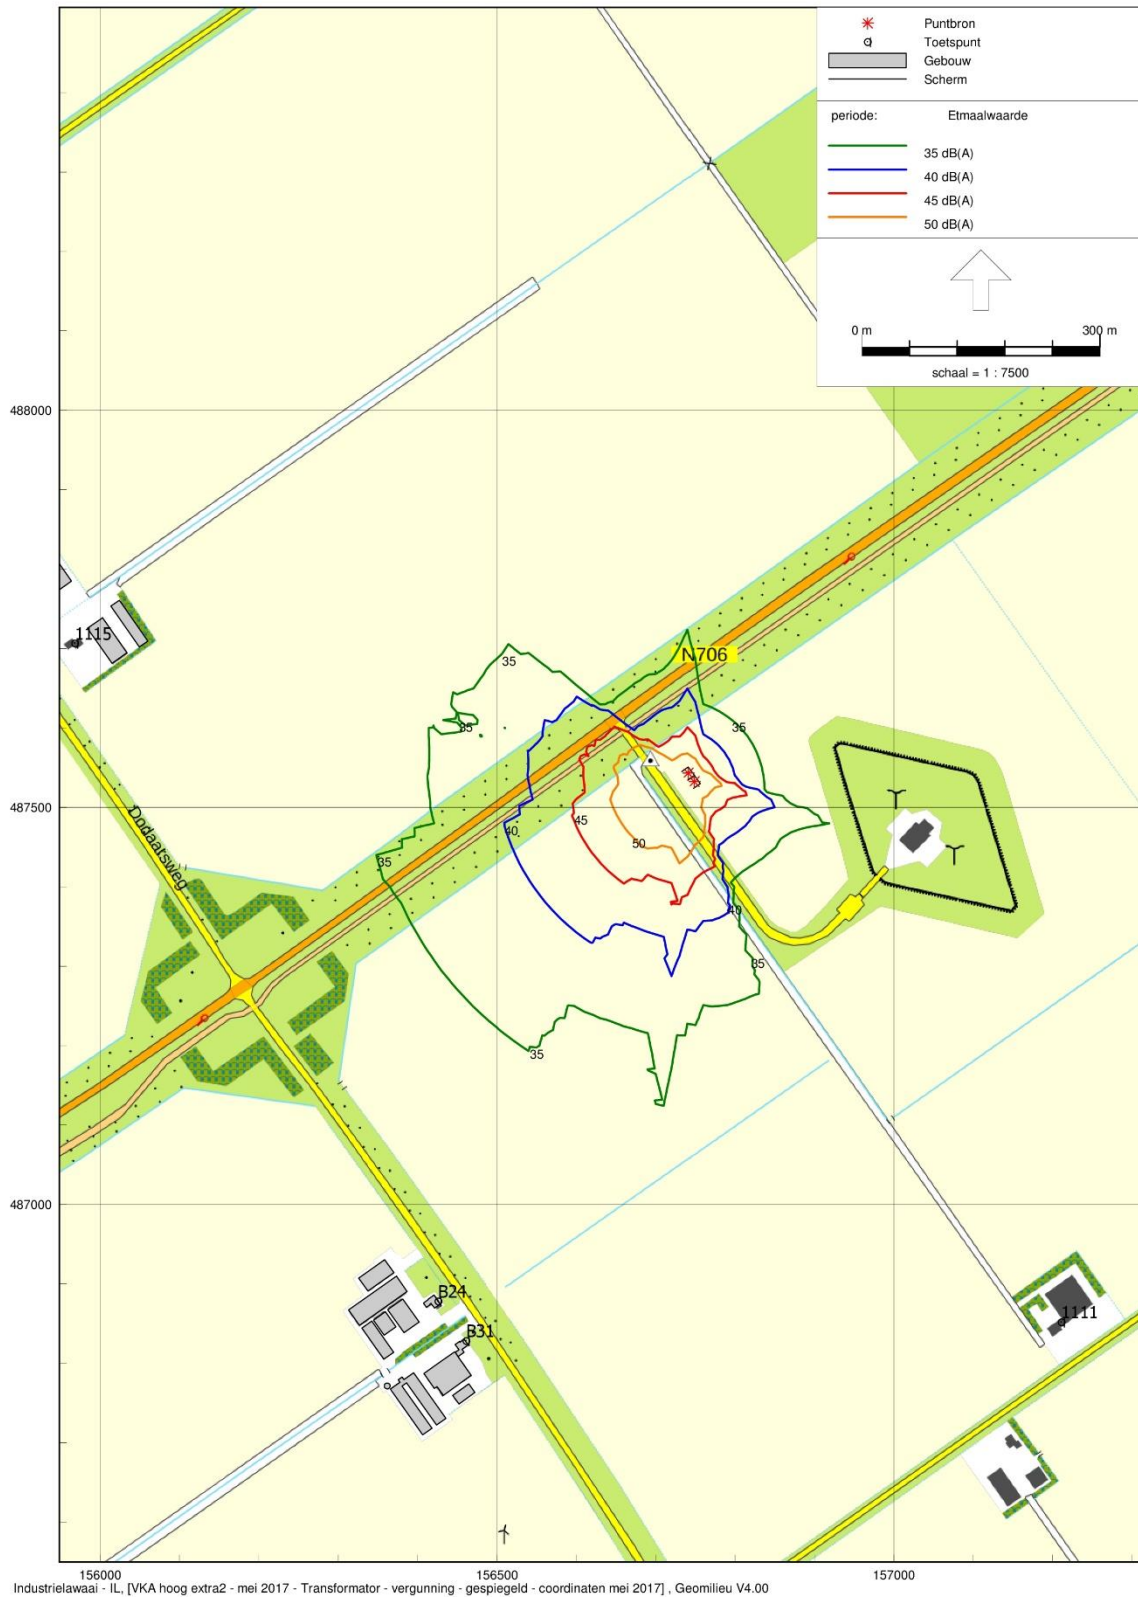 Puntbron
Toetspunt
Gebouw
Scherm
periode: Etmaalwaarde
35 dB(A)
40 dB(A)
45 dB(A)
50 dB(A)
0 m 300 m
schaal = 1 : 7500
488000
1115
N706
35
35
35
487500
Dodaarsweg
45
40
50
35
40
35
35
487000
B24
B31
1111
156000
156500
157000
Industrielawaai - IL, [VKA hoog extra2 - mei 2017 - Transformator - vergunning - gespiegeld - coordinaten mei 2017] , Geomilieu V4.00